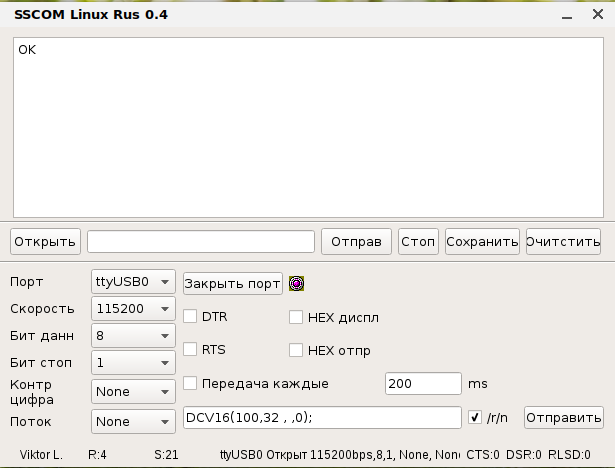 SSCOM Linux Rus 0.4
OK
Открыть Отправ Стоп Сохранить Очитстить
Порт ttyUSB0 Закрыть порт
Скорость 115200 DTR HEX диспл
Бит данн 8
Бит стоп 1 RTS HEX отпр
Контр цифра None Передача каждые 200 ms
Поток None DCV16(100,32 , ,0); /r/n Отправить
Viktor L. R:4 S:21 ttyUSB0 Открыт 115200bps,8,1, None, None CTS:0 DSR:0 RLSD:0